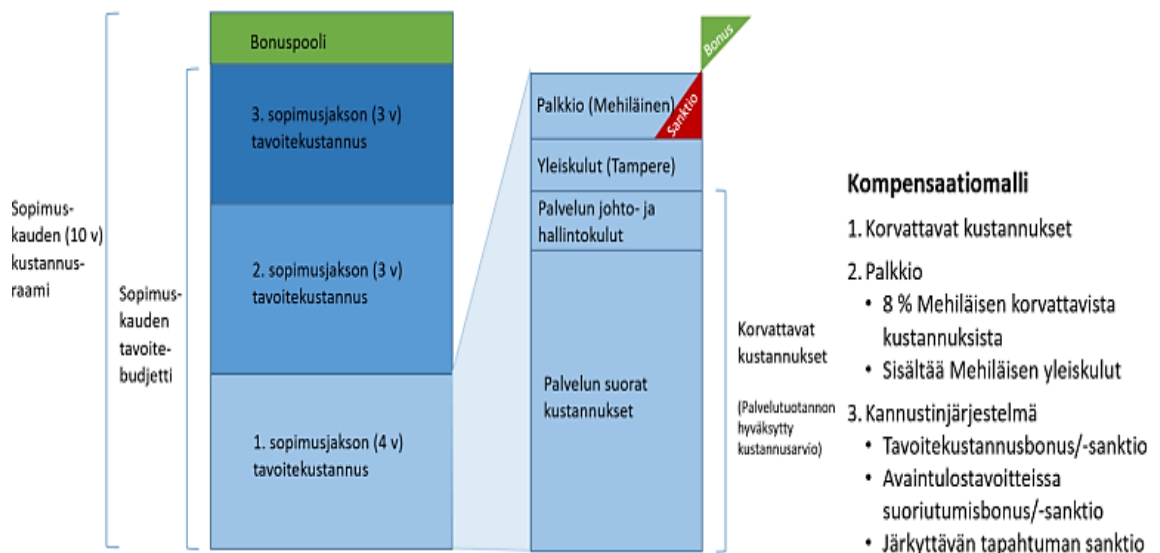 Sopimus-
kauden (10 v)
kustannus-
raami
Sopimus-
kauden
tavoite-
budjetti
Bonuspooli
3. sopimusjakson (3 v)
tavoitekustannus
2. sopimusjakson (3 v)
tavoitekustannus
1. sopimusjakson (4 v)
tavoitekustannus
Bonus
Palkkio (Mehiläinen)
Sanktio
Yleiskulut (Tampere)
Palvelun johto- ja
hallintokulut
Palvelun suorat
kustannukset
Korvattavat
kustannukset
(Palvelutuotannon
hyväksytty
kustannusarvio)
Kompensaatiomalli
1. Korvattavat kustannukset
2. Palkkio
• 8 % Mehiläisen korvattavista
kustannuksista
• Sisältää Mehiläisen yleiskulut
3. Kannustinjärjestelmä
• Tavoitekustannusbonus/-sanktio
• Avaintulostavoitteissa
suoriutumisbonus/-sanktio
• Järkyttävän tapahtuman sanktio